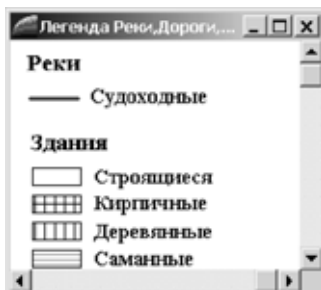 Легенда Реки,Дороги,...
Реки
Судоходные
Здания
Строящиеся
Кирпичные
Деревянные
Саманные